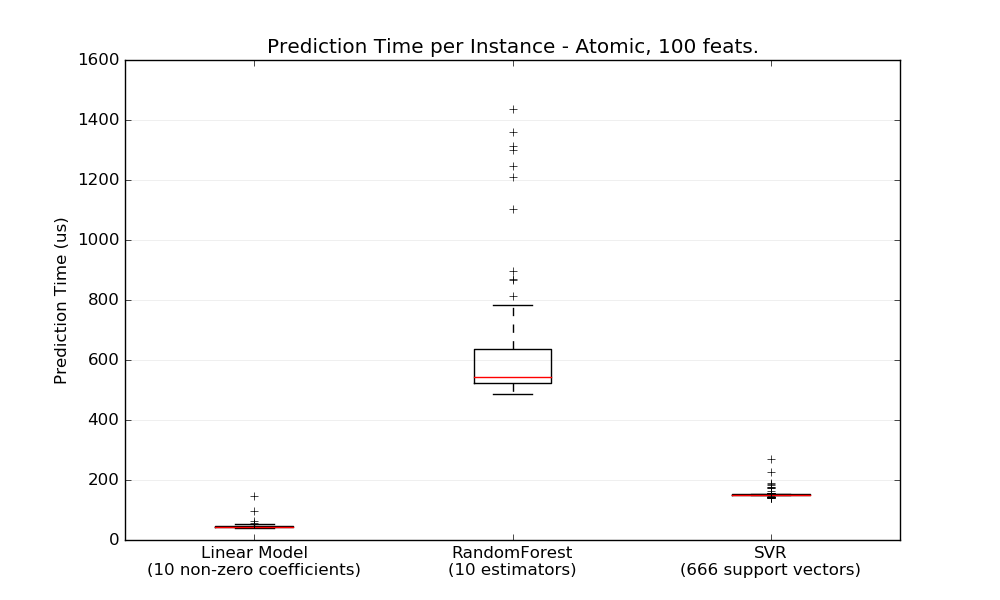 Prediction Time per Instance - Atomic, 100 feats.
1600
1400
1200
1000
800
600
400
200
0
Prediction Time (us)
Linear Model
(10 non-zero coefficients)
RandomForest
(10 estimators)
SVR
(666 support vectors)